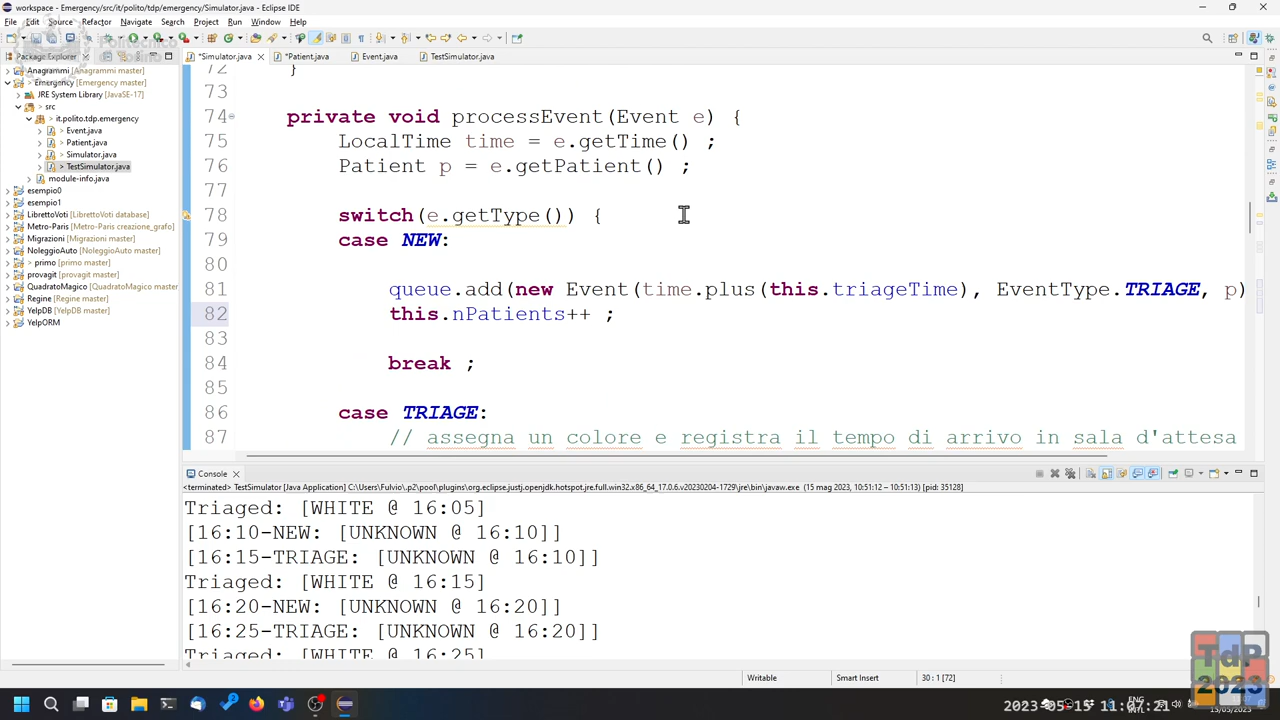 workspace - Emergency/src/it/polito/tdp/emergency/Simulator.java - Eclipse IDE
File Edit Source Refactor Navigate Search Project Run Window Help
Politecnico
Package Explorer
*Simulator.java
*Patient.java
Event.java
TestSimulator.java
Anagrammi [Anagrammi master]
> Emergency [Emergency master]
JRE System Library [JavaSE-17]
> src
> it.polito.tdp.emergency
> Event.java
> Patient.java
> Simulator.java
> TestSimulator.java
module-info.java
esempio0
esempio1
LibrettoVoti [LibrettoVoti database]
Metro-Paris [Metro-Paris creazione_grafo]
Migrazioni [Migrazioni master]
NoleggioAuto [NoleggioAuto master]
> primo [primo master]
provagit [provagit master]
QuadratoMagico [QuadratoMagico master]
Regine [Regine master]
YelpDB [YelpDB master]
YelpORM
72 }
73
74 private void processEvent(Event e) {
75 LocalTime time = e.getTime() ;
76 Patient p = e.getPatient() ;
77
78 switch(e.getType()) {
79 case NEW:
80
81 queue.add(new Event(time.plus(this.triageTime), EventType.TRIAGE, p)
82 this.nPatients++ ;
83
84 break ;
85
86 case TRIAGE:
87 // assegna un colore e registra il tempo di arrivo in sala d'attesa
Console
<terminated> TestSimulator [Java Application] C:\Users\Fulvio\.p2\pool\plugins\org.eclipse.justj.openjdk.hotspot.jre.full.win32.x86_64_17.0.6.v20230204-1729\jre\bin\javaw.exe (15 mag 2023, 10:51:12 – 10:51:13) [pid: 35128]
Triaged: [WHITE @ 16:05]
[16:10-NEW: [UNKNOWN @ 16:10]]
[16:15-TRIAGE: [UNKNOWN @ 16:10]]
Triaged: [WHITE @ 16:15]
[16:20-NEW: [UNKNOWN @ 16:20]]
[16:25-TRIAGE: [UNKNOWN @ 16:20]]
Triaged: [WHITE @ 16:25]
Writable
Smart Insert
30 : 1 [72]
TdP
2023
ENG
INTL